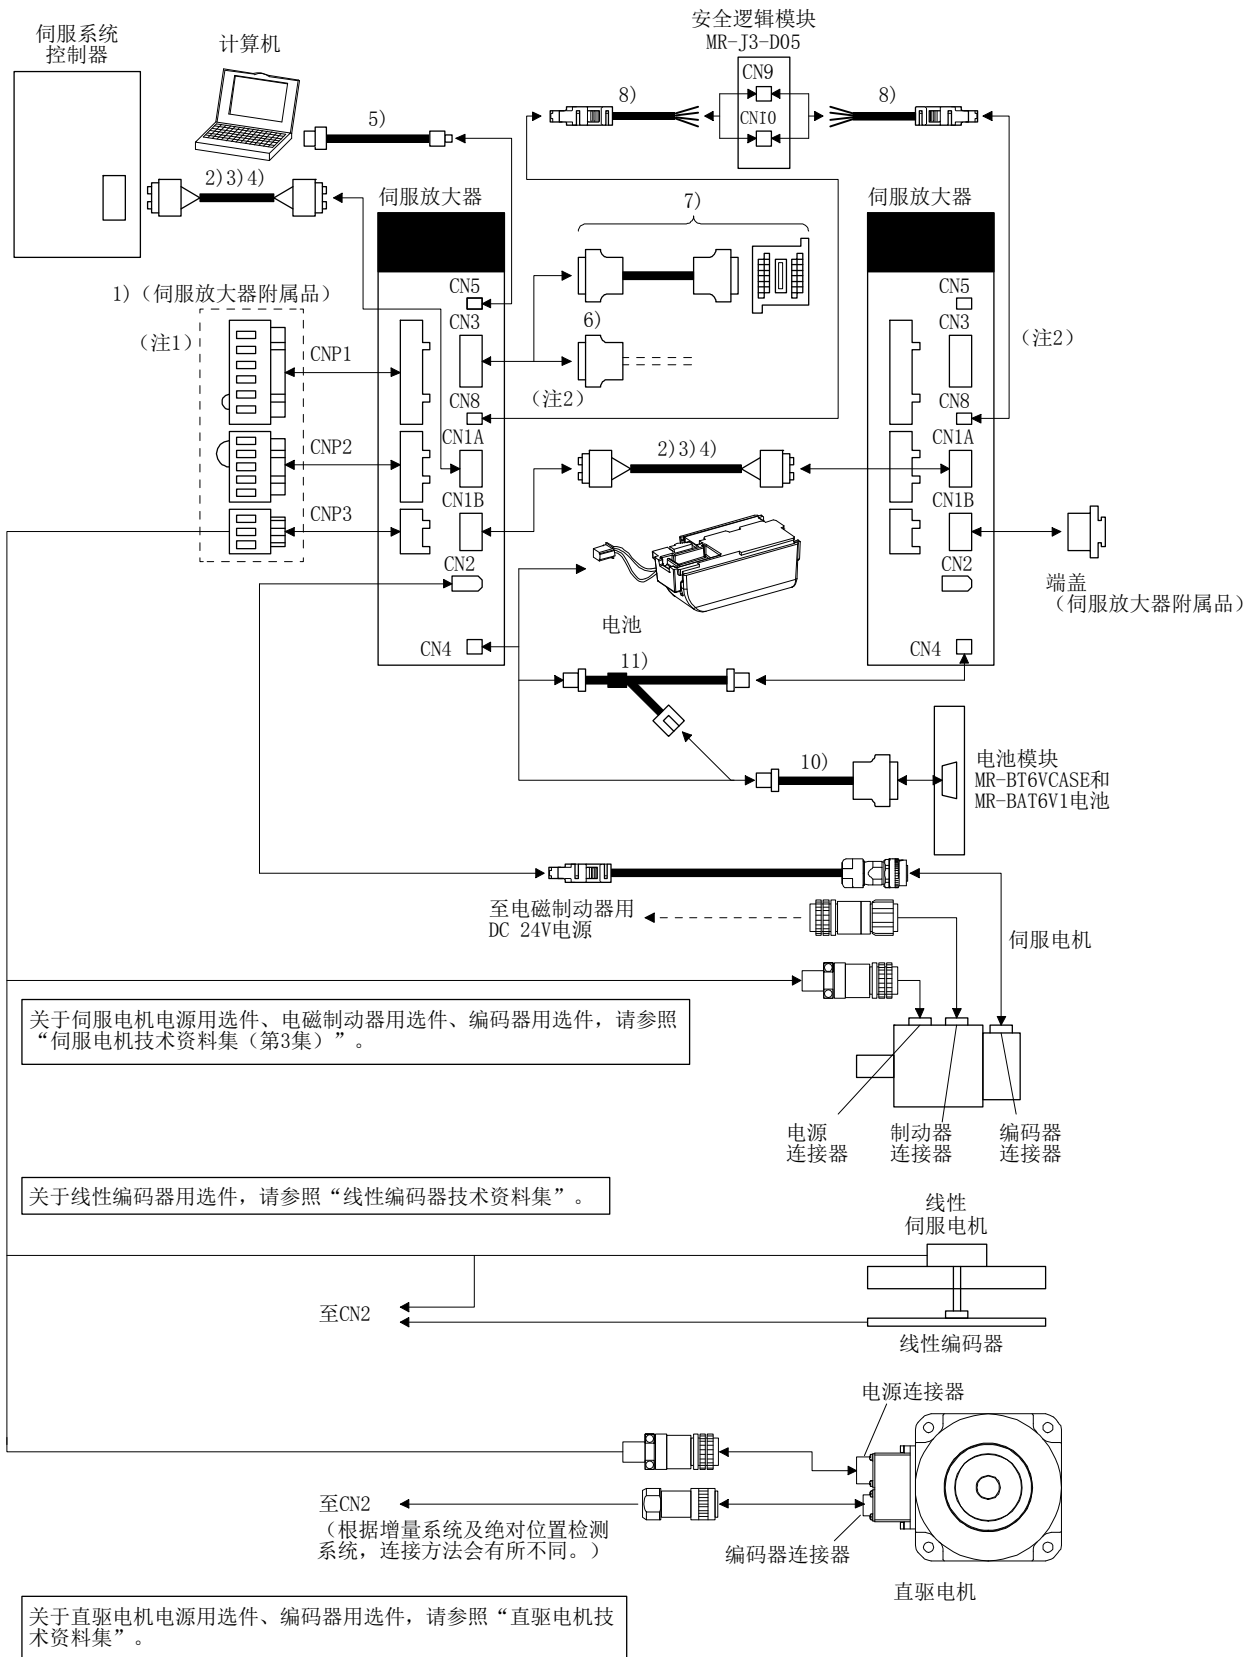 安全逻辑模块
MR-J3-D05
伺服系统
控制器
计算机
CN9
CN10
8)
8)
5)
2)3)4)
伺服放大器
7)
伺服放大器
1)（伺服放大器附属品）
（注1）
CNP1
CNP2
CNP3
CN5
CN3
CN8
CN1A
CN1B
CN2
CN4
6)
（注2）
2)3)4)
电池
CN5
CN3
CN8
CN1A
CN1B
CN2
CN4
（注2）
端盖
（伺服放大器附属品）
11)
10)
电池模块
MR-BT6VCASE和
MR-BAT6V1电池
至电磁制动器用
DC 24V电源
伺服电机
关于伺服电机电源用选件、电磁制动器用选件、编码器用选件，请参照
“伺服电机技术资料集（第3集）”。
电源
连接器
制动器
连接器
编码器
连接器
关于线性编码器用选件，请参照“线性编码器技术资料集”。
线性
伺服电机
至CN2
线性编码器
电源连接器
至CN2
（根据增量系统及绝对位置检测
系统，连接方法会有所不同。）
编码器连接器
直驱电机
关于直驱电机电源用选件、编码器用选件，请参照“直驱电机技
术资料集”。